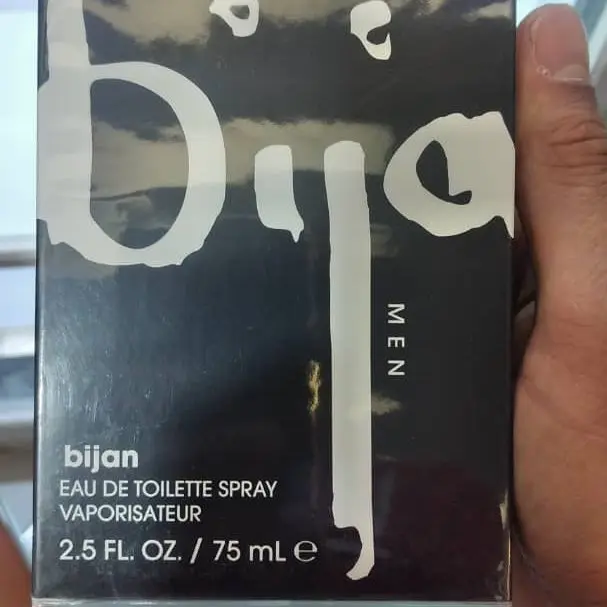 bija
MEN
bijan
EAU DE TOILETTE SPRAY
VAPORISATEUR
2.5 FL. OZ. / 75 mL ℮